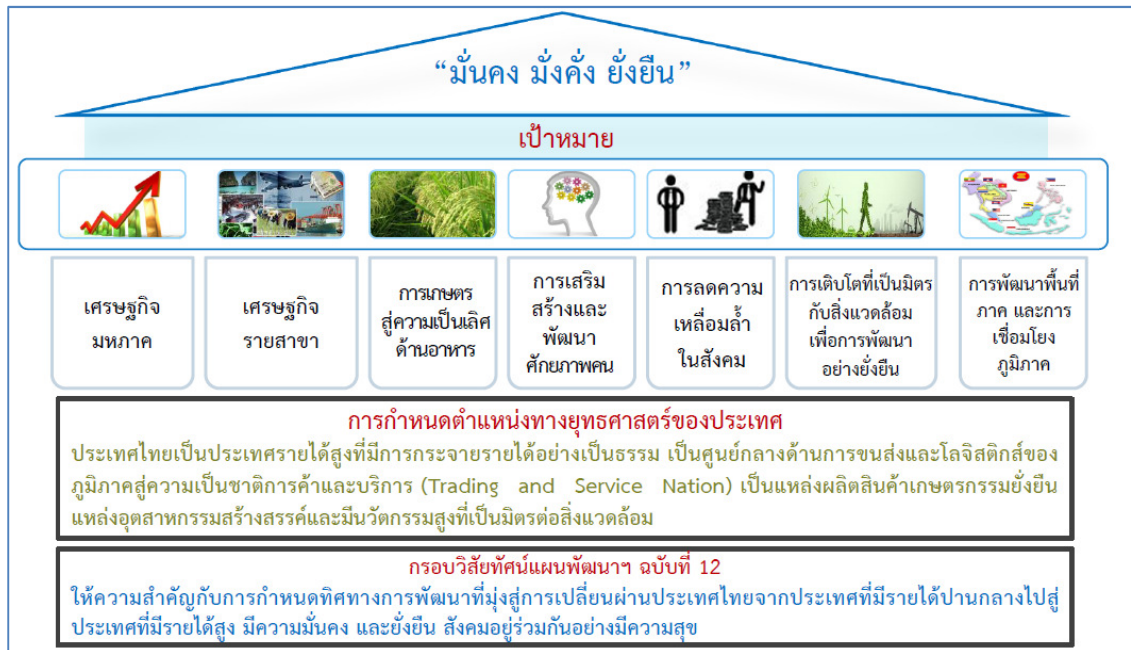 “มั่นคง มั่งคั่ง ยั่งยืน”
เป้าหมาย
เศรษฐกิจ
มหภาค
เศรษฐกิจ
รายสาขา
การเกษตร
สู่ความเป็นเลิศ
ด้านอาหาร
การเสริม
สร้างและ
พัฒนา
ศักยภาพคน
การลดความ
เหลื่อมล้ำ
ในสังคม
การเติบโตที่เป็นมิตร
กับสิ่งแวดล้อม
เพื่อการพัฒนา
อย่างยั่งยืน
การพัฒนาพื้นที่
ภาค และการ
เชื่อมโยง
ภูมิภาค
การกำหนดตำแหน่งทางยุทธศาสตร์ของประเทศ
ประเทศไทยเป็นประเทศรายได้สูงที่มีการกระจายรายได้อย่างเป็นธรรม เป็นศูนย์กลางด้านการขนส่งและโลจิสติกส์ของ
ภูมิภาคสู่ความเป็นชาติการค้าและบริการ (Trading and Service Nation) เป็นแหล่งผลิตสินค้าเกษตรกรรมยั่งยืน
แหล่งอุตสาหกรรมสร้างสรรค์และมีนวัตกรรมสูงที่เป็นมิตรต่อสิ่งแวดล้อม
กรอบวิสัยทัศน์แผนพัฒนาฯ ฉบับที่ 12
ให้ความสำคัญกับการกำหนดทิศทางการพัฒนาที่มุ่งสู่การเปลี่ยนผ่านประเทศไทยจากประเทศที่มีรายได้ปานกลางไปสู่
ประเทศที่มีรายได้สูง มีความมั่นคง และยั่งยืน สังคมอยู่ร่วมกันอย่างมีความสุข